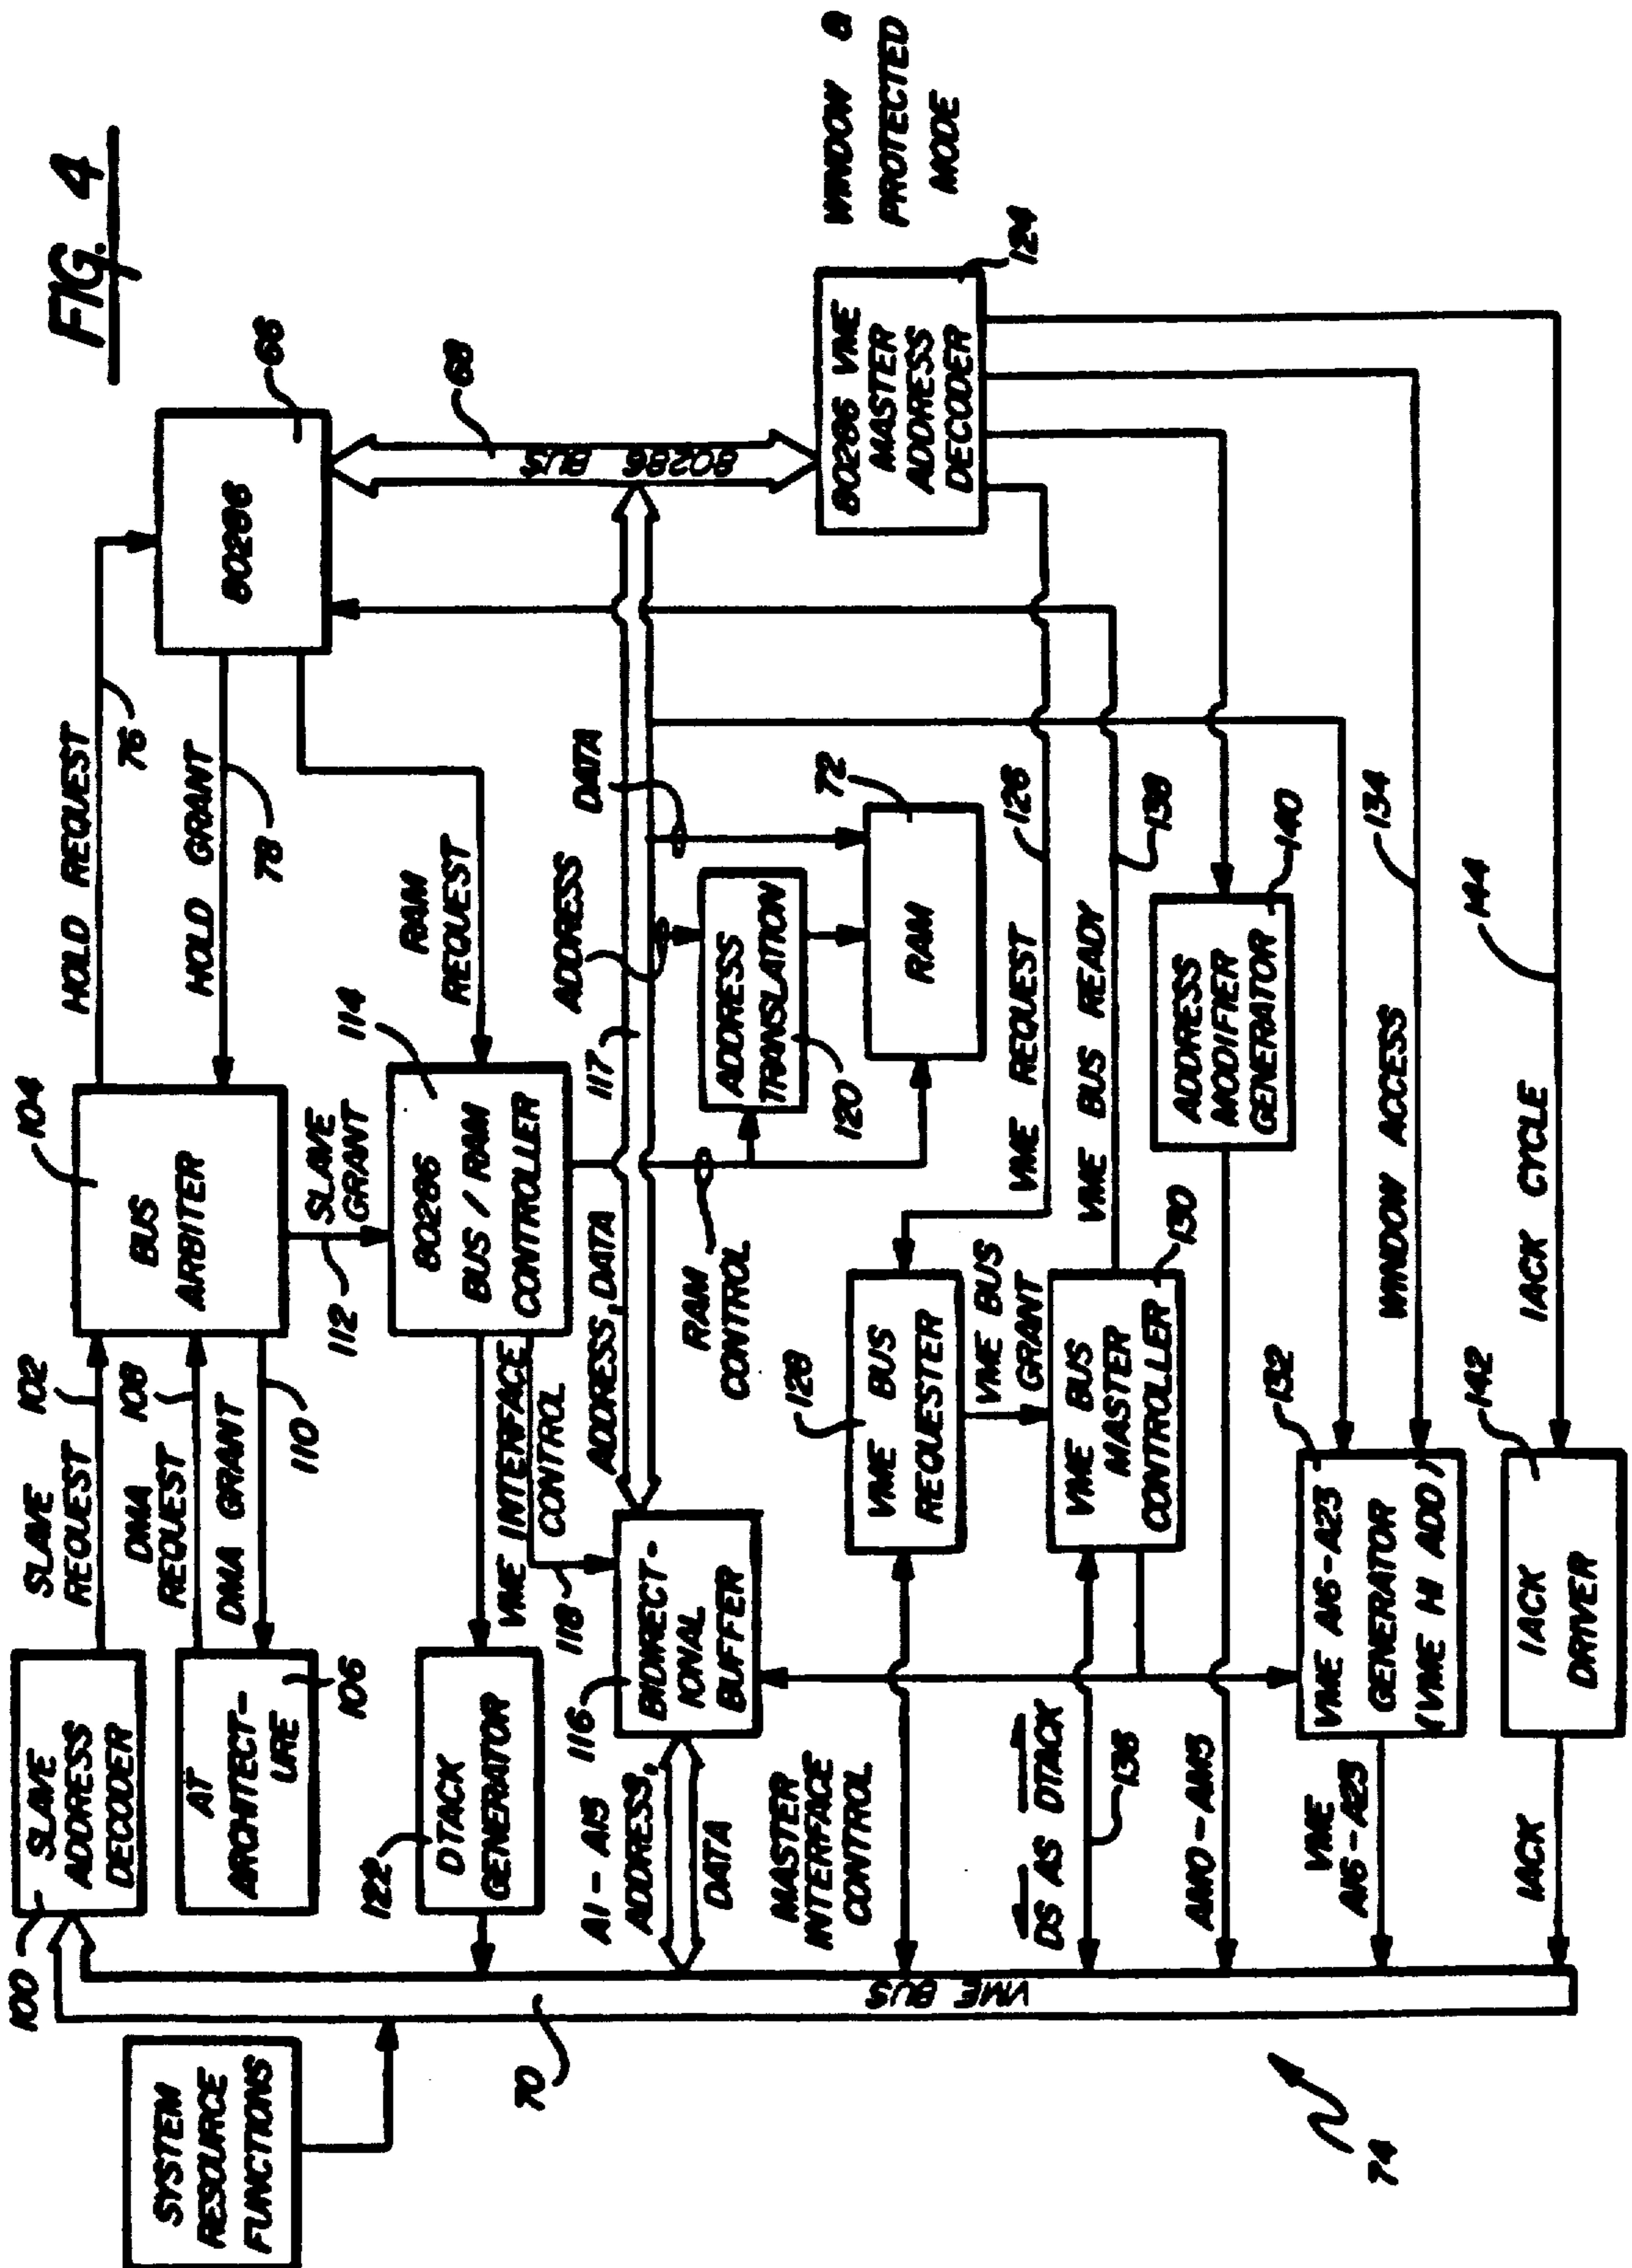 FIG. 4
SYSTEM
RESOURCE
FUNCTIONS
70
VME BUS
74
100
SLAVE
ADDRESS
DECODER
SLAVE
REQUEST
102
AT
ARCHITECT-
URE
106
DMA
REQUEST
108
DMA GRANT
110
104
BUS
ARBITER
HOLD REQUEST
76
HOLD GRANT
78
80286
66
SLAVE
GRANT
112
RAM
REQUEST
114
80286
BUS / RAM
CONTROLLER
122
DTACK
GENERATOR
VME INTERFACE
CONTROL
118
A1 - A15
ADDRESS,
DATA
116
BIDIRECT-
IONAL
BUFFER
ADDRESS, DATA
117
80286 BUS
68
RAM
CONTROL
ADDRESS
DATA
ADDRESS
TRANSLATION
120
RAM
72
MASTER
INTERFACE
CONTROL
128
VME BUS
REQUESTER
VME REQUEST
126
VME BUS
GRANT
DS AS DTACK
136
VME BUS
MASTER
CONTROLLER
130
VME BUS READY
138
AM0-AM15
ADDRESS
MODIFIER
GENERATOR
140
80286 VME
MASTER
ADDRESS
DECODER
124
WINDOW &
PROTECTED
MODE
VME
A16-A23
VME A16-A23
GENERATOR
(VME HI ADD)
132
WINDOW ACCESS
134
IACK
IACK
DRIVER
142
IACK CYCLE
144